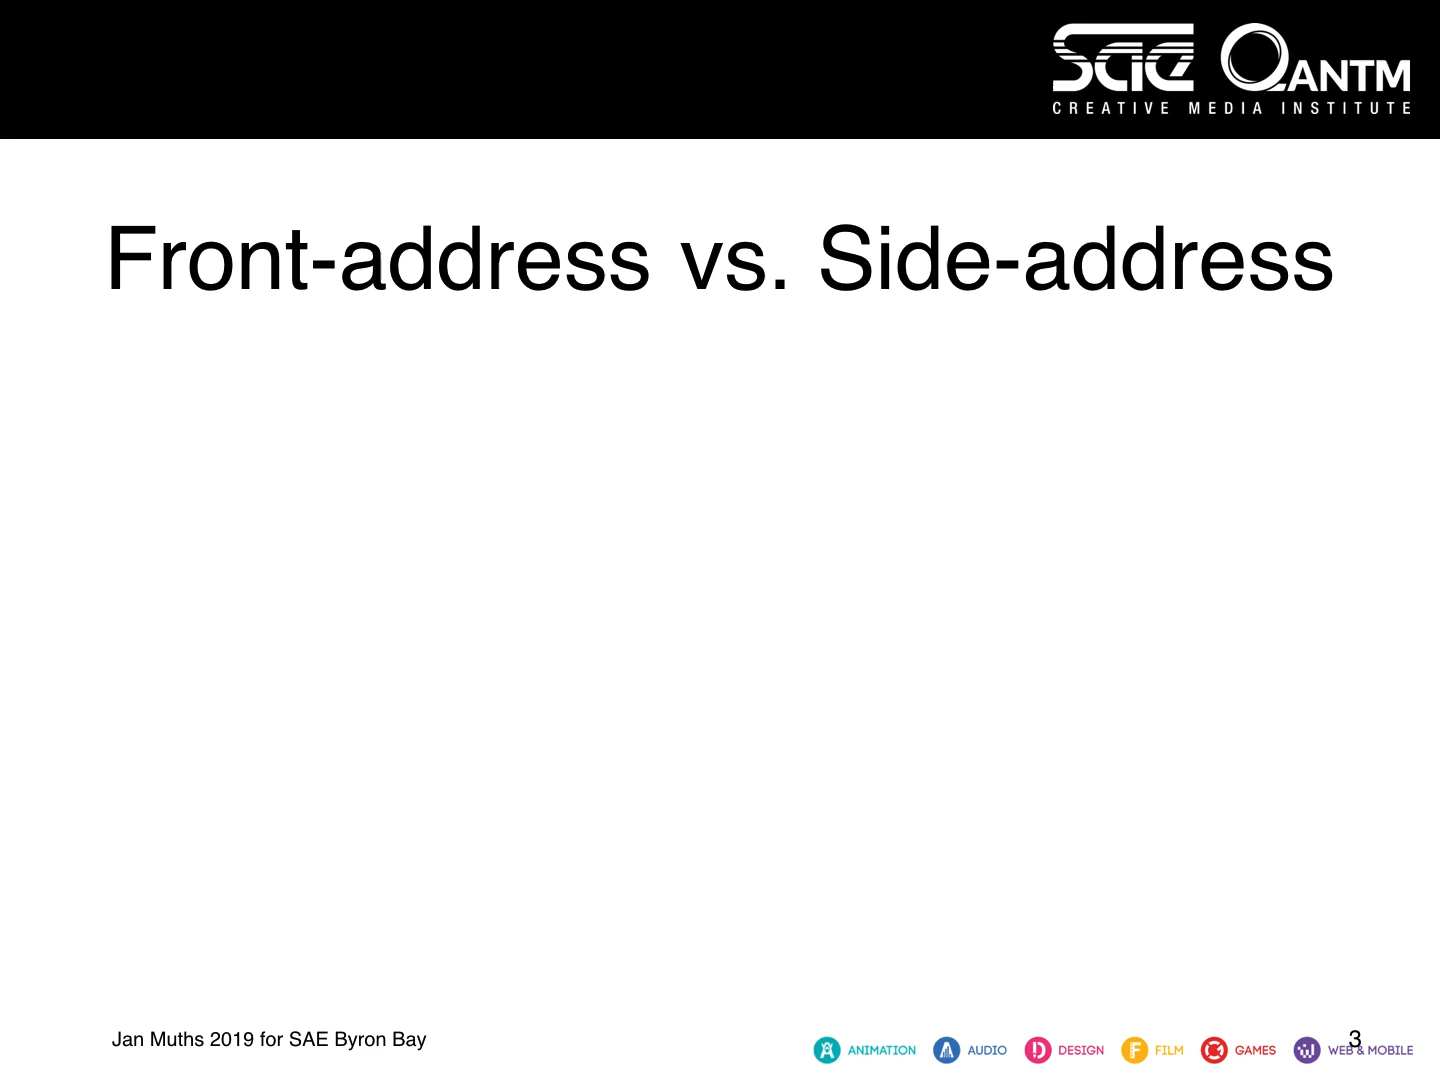 sae QANTM
CREATIVE MEDIA INSTITUTE
Front-address vs. Side-address
Jan Muths 2019 for SAE Byron Bay
ANIMATION AUDIO DESIGN FILM GAMES WEB & MOBILE
3